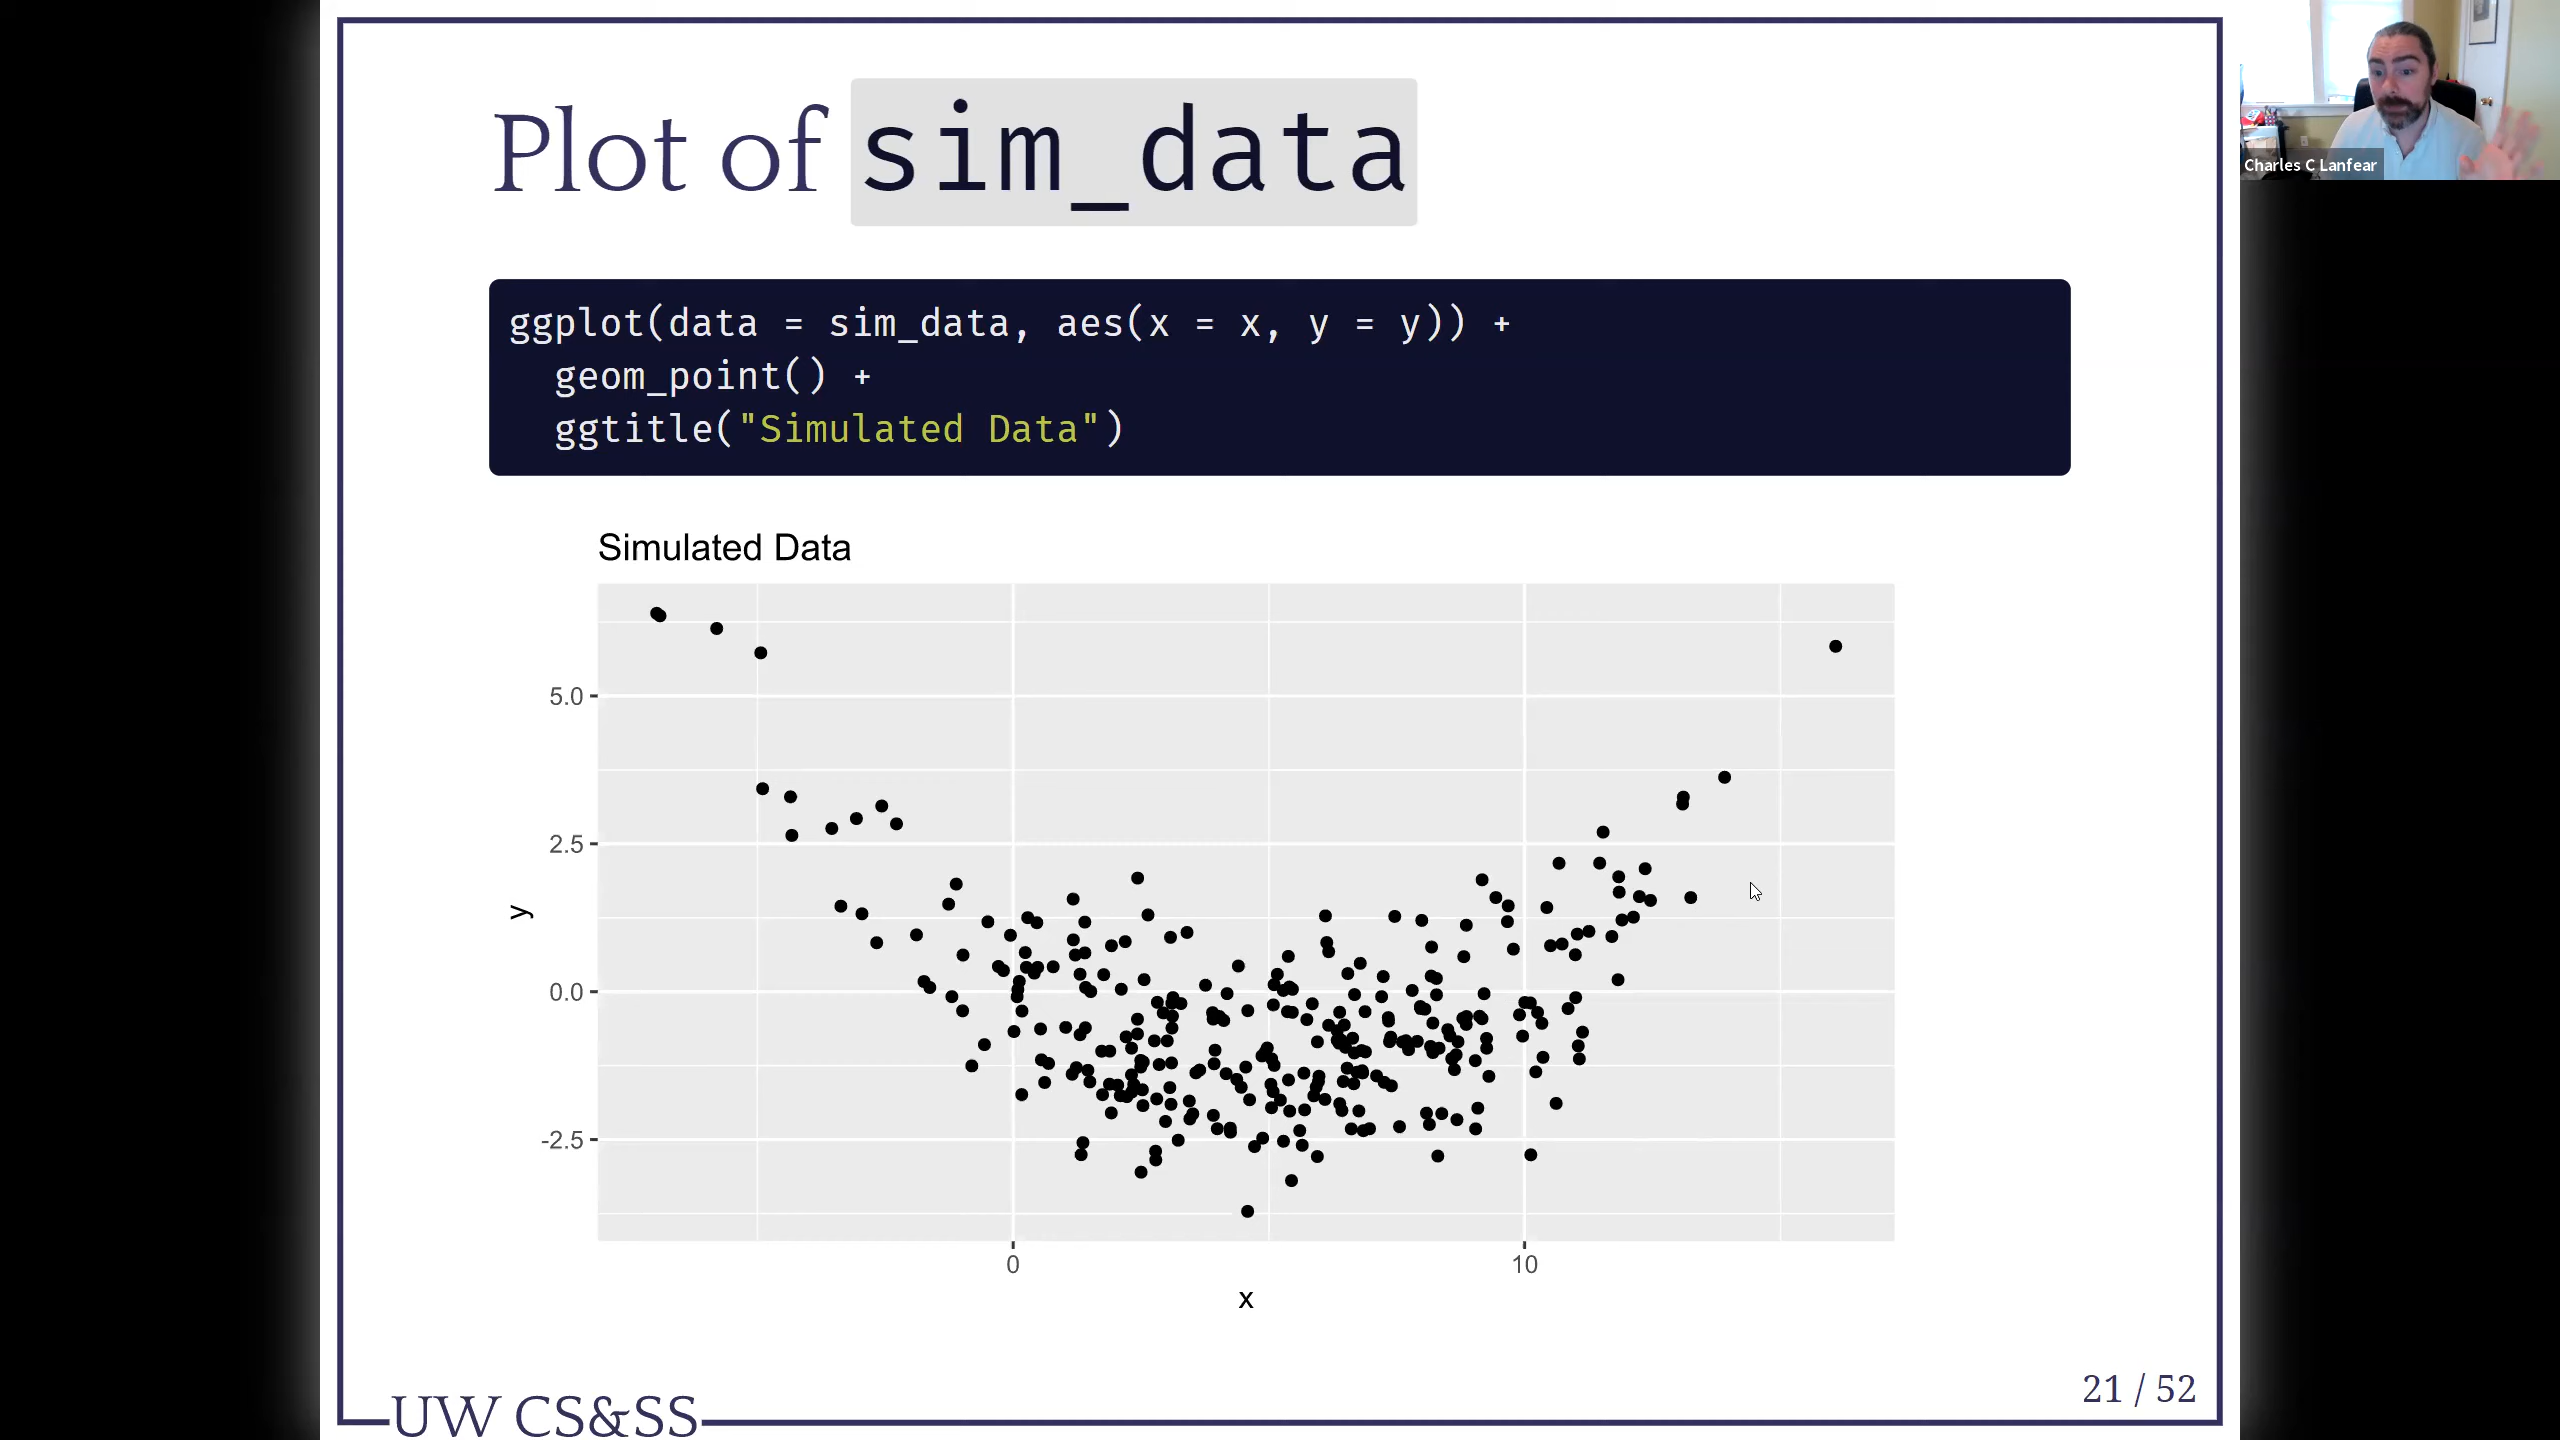 Plot of sim_data
Charles C Lanfear
ggplot(data = sim_data, aes(x = x, y = y)) +
geom_point() +
ggtitle("Simulated Data")
Simulated Data
5.0
2.5
0.0
-2.5
y
0 10
x
21 / 52
UW CS&SS